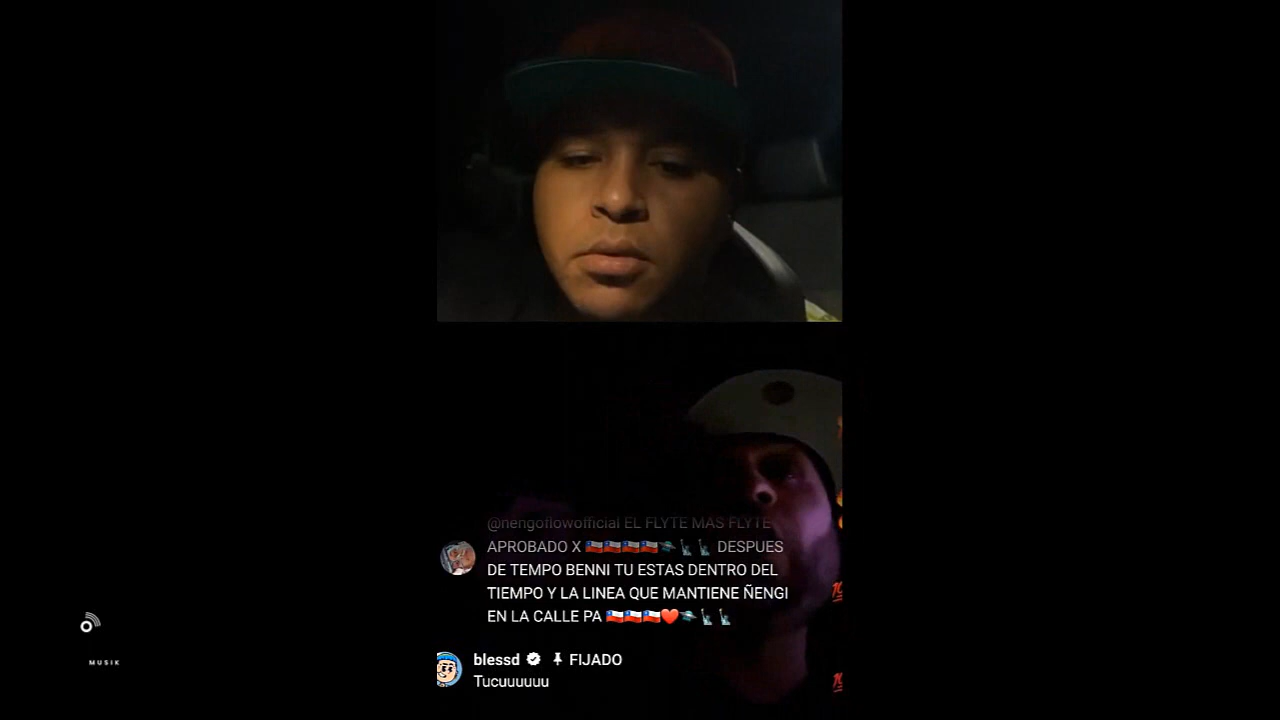 @nengoflowofficial EL FLYTE MAS FLYTE
APROBADO X 🇨🇱🇨🇱🇨🇱🇨🇱🛸🗽🗽 DESPUES
DE TEMPO BENNI TU ESTAS DENTRO DEL
TIEMPO Y LA LINEA QUE MANTIENE ÑENGI
EN LA CALLE PA 🇨🇱🇨🇱🇨🇱❤️🛸🗽🗽
blessd FIJADO
Tucuuuuuu
MUSIK